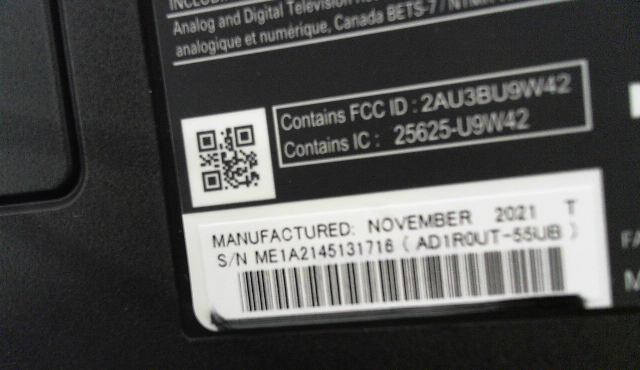 Analog and Digital Television
analogique et numérique, Canada BETS-7 /
Contains FCC ID : 2AU3BU9W42
Contains IC : 25625-U9W42
MANUFACTURED: NOVEMBER 2021 T
S/N ME1A2145131716 ( AD1R0UT-55UB )